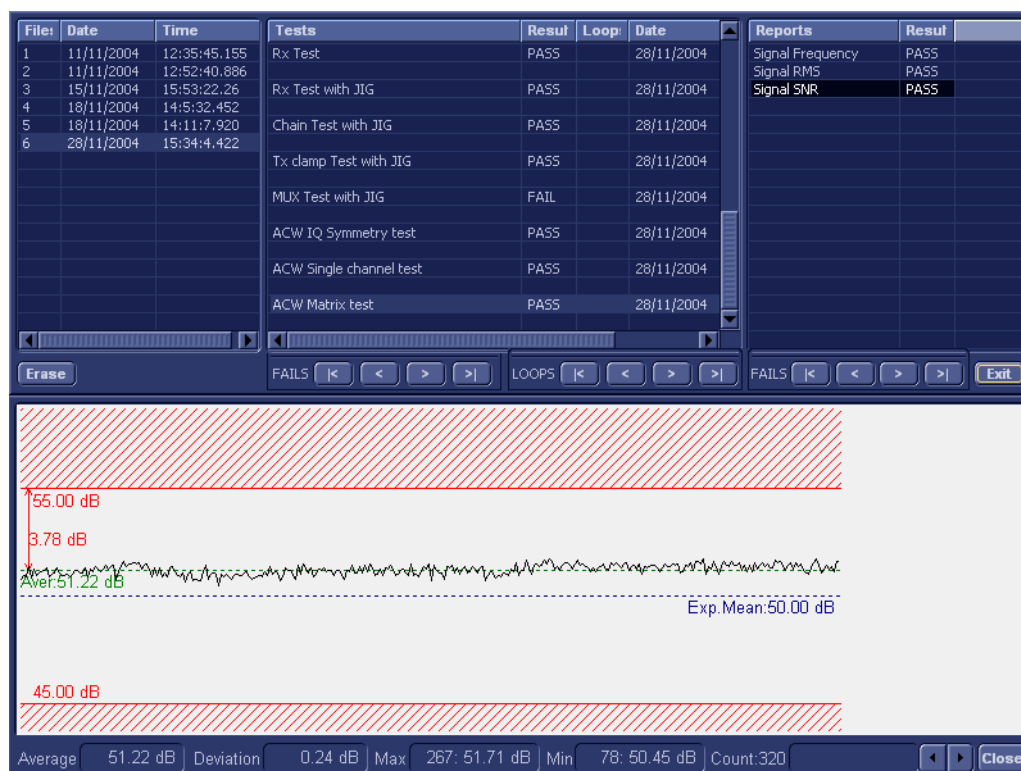 File: Date Time Tests Resul Loop: Date Reports Resul
1 11/11/2004 12:35:45.155 Rx Test PASS 28/11/2004 Signal Frequency PASS
2 11/11/2004 12:52:40.886 Signal RMS PASS
3 15/11/2004 15:53:22.26 Rx Test with JIG PASS 28/11/2004 Signal SNR PASS
4 18/11/2004 14:5:32.452
5 18/11/2004 14:11:7.920 Chain Test with JIG PASS 28/11/2004
6 28/11/2004 15:34:4.422
Tx clamp Test with JIG PASS 28/11/2004
MUX Test with JIG FAIL 28/11/2004
ACW IQ Symmetry test PASS 28/11/2004
ACW Single channel test PASS 28/11/2004
ACW Matrix test PASS 28/11/2004
Erase FAILS |< < > >| LOOPS |< < > >| FAILS |< < > >| Exit
55.00 dB
3.78 dB
Aver:51.22 dB
Exp.Mean:50.00 dB
45.00 dB
Average 51.22 dB Deviation 0.24 dB Max 267: 51.71 dB Min 78: 50.45 dB Count:320 Close